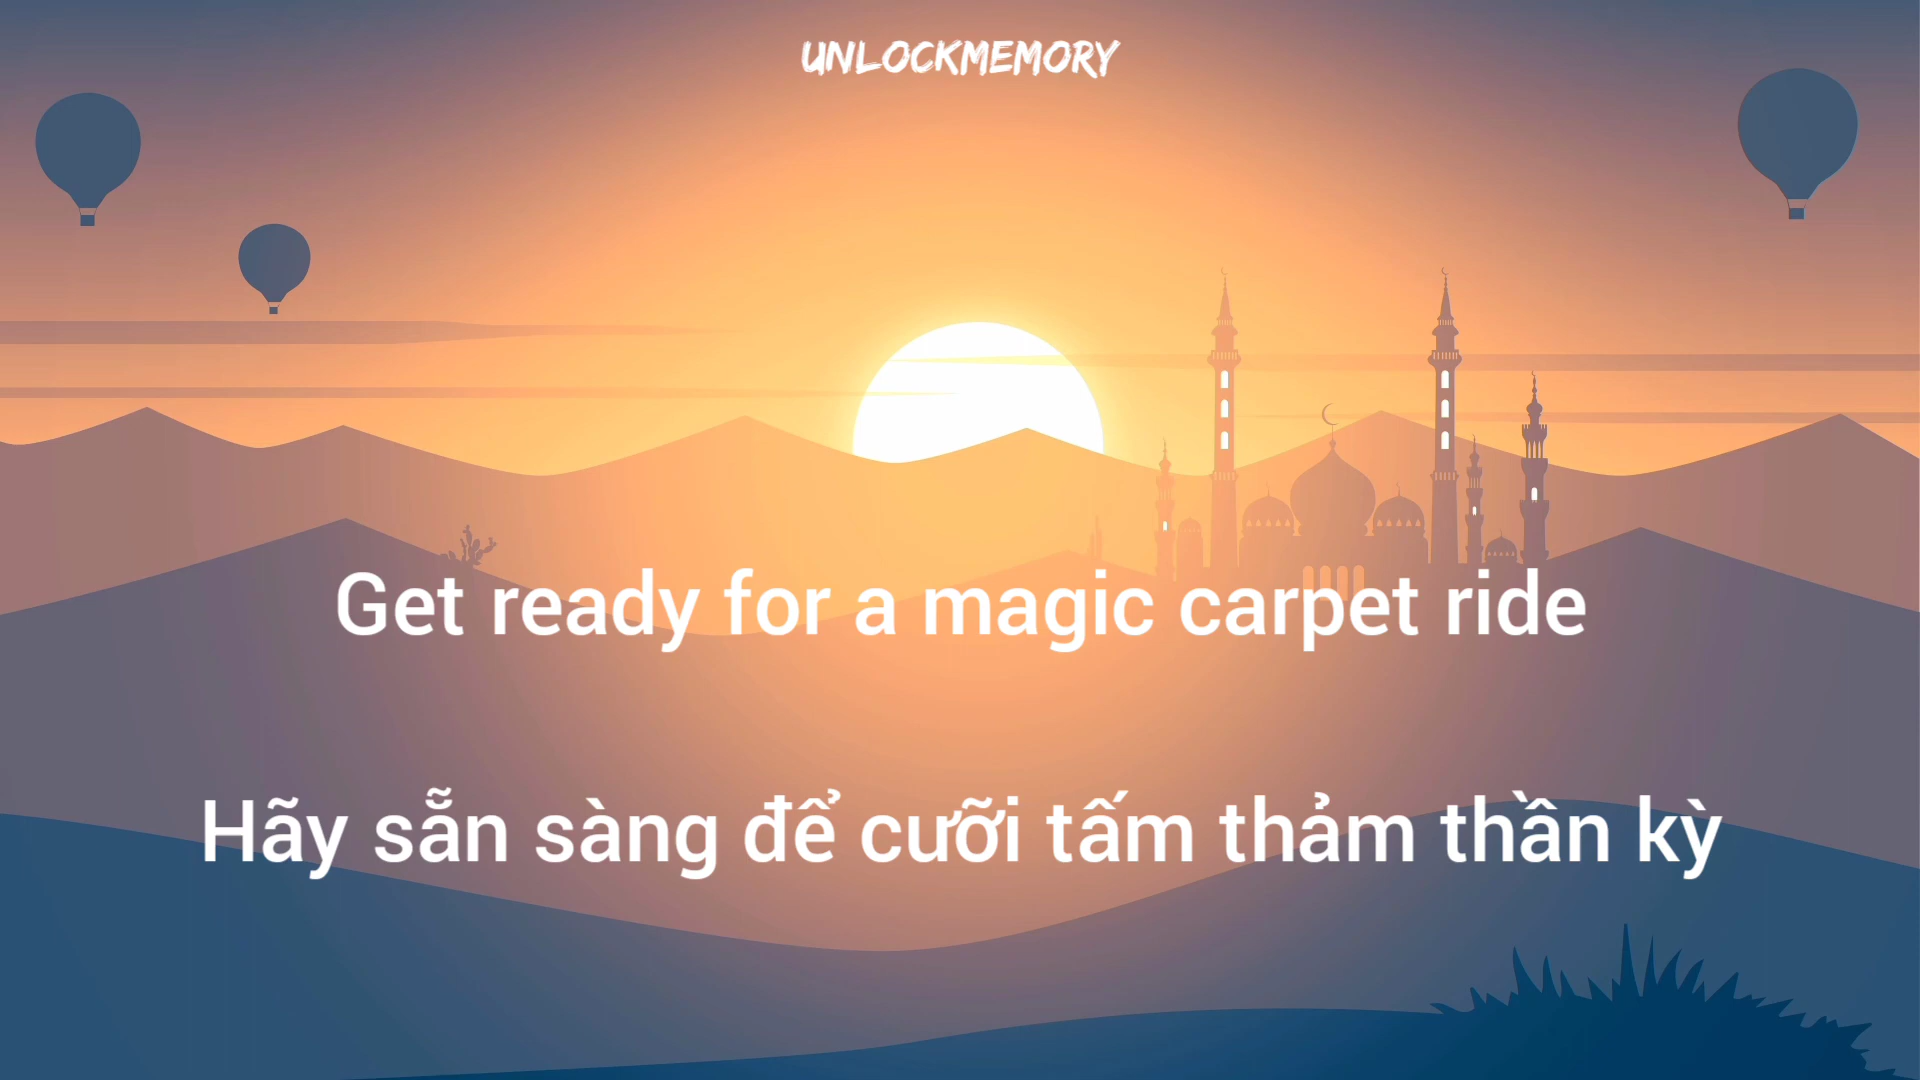 UNLOCKMEMORY
Get ready for a magic carpet ride
Hãy sẵn sàng để cưỡi tấm thảm thần kỳ